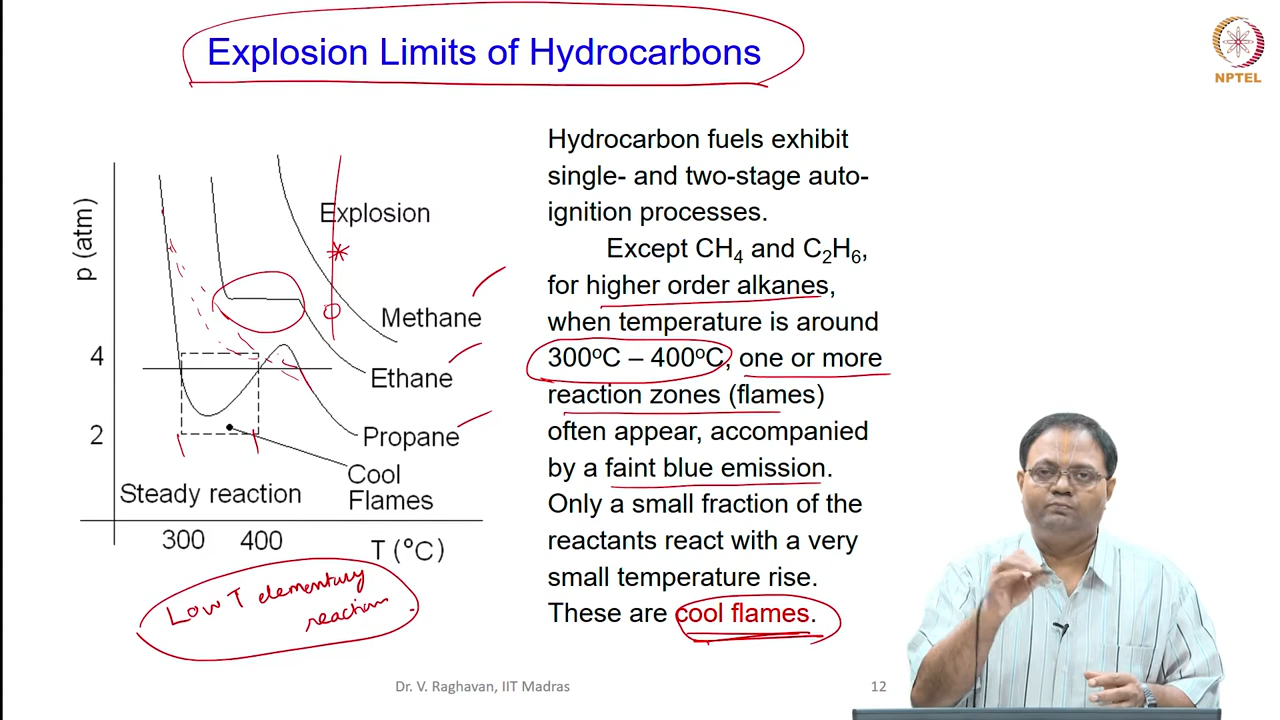 Explosion Limits of Hydrocarbons
NPTEL
Hydrocarbon fuels exhibit
single- and two-stage auto-
ignition processes.
Except CH₄ and C₂H₆,
for higher order alkanes,
when temperature is around
300°C – 400°C, one or more
reaction zones (flames)
often appear, accompanied
by a faint blue emission.
Only a small fraction of the
reactants react with a very
small temperature rise.
These are cool flames.
p (atm)
4
2
Explosion
Methane
Ethane
Propane
Cool
Flames
Steady reaction
300 400 T (°C)
Low T elementary
reactions
Dr. V. Raghavan, IIT Madras
12